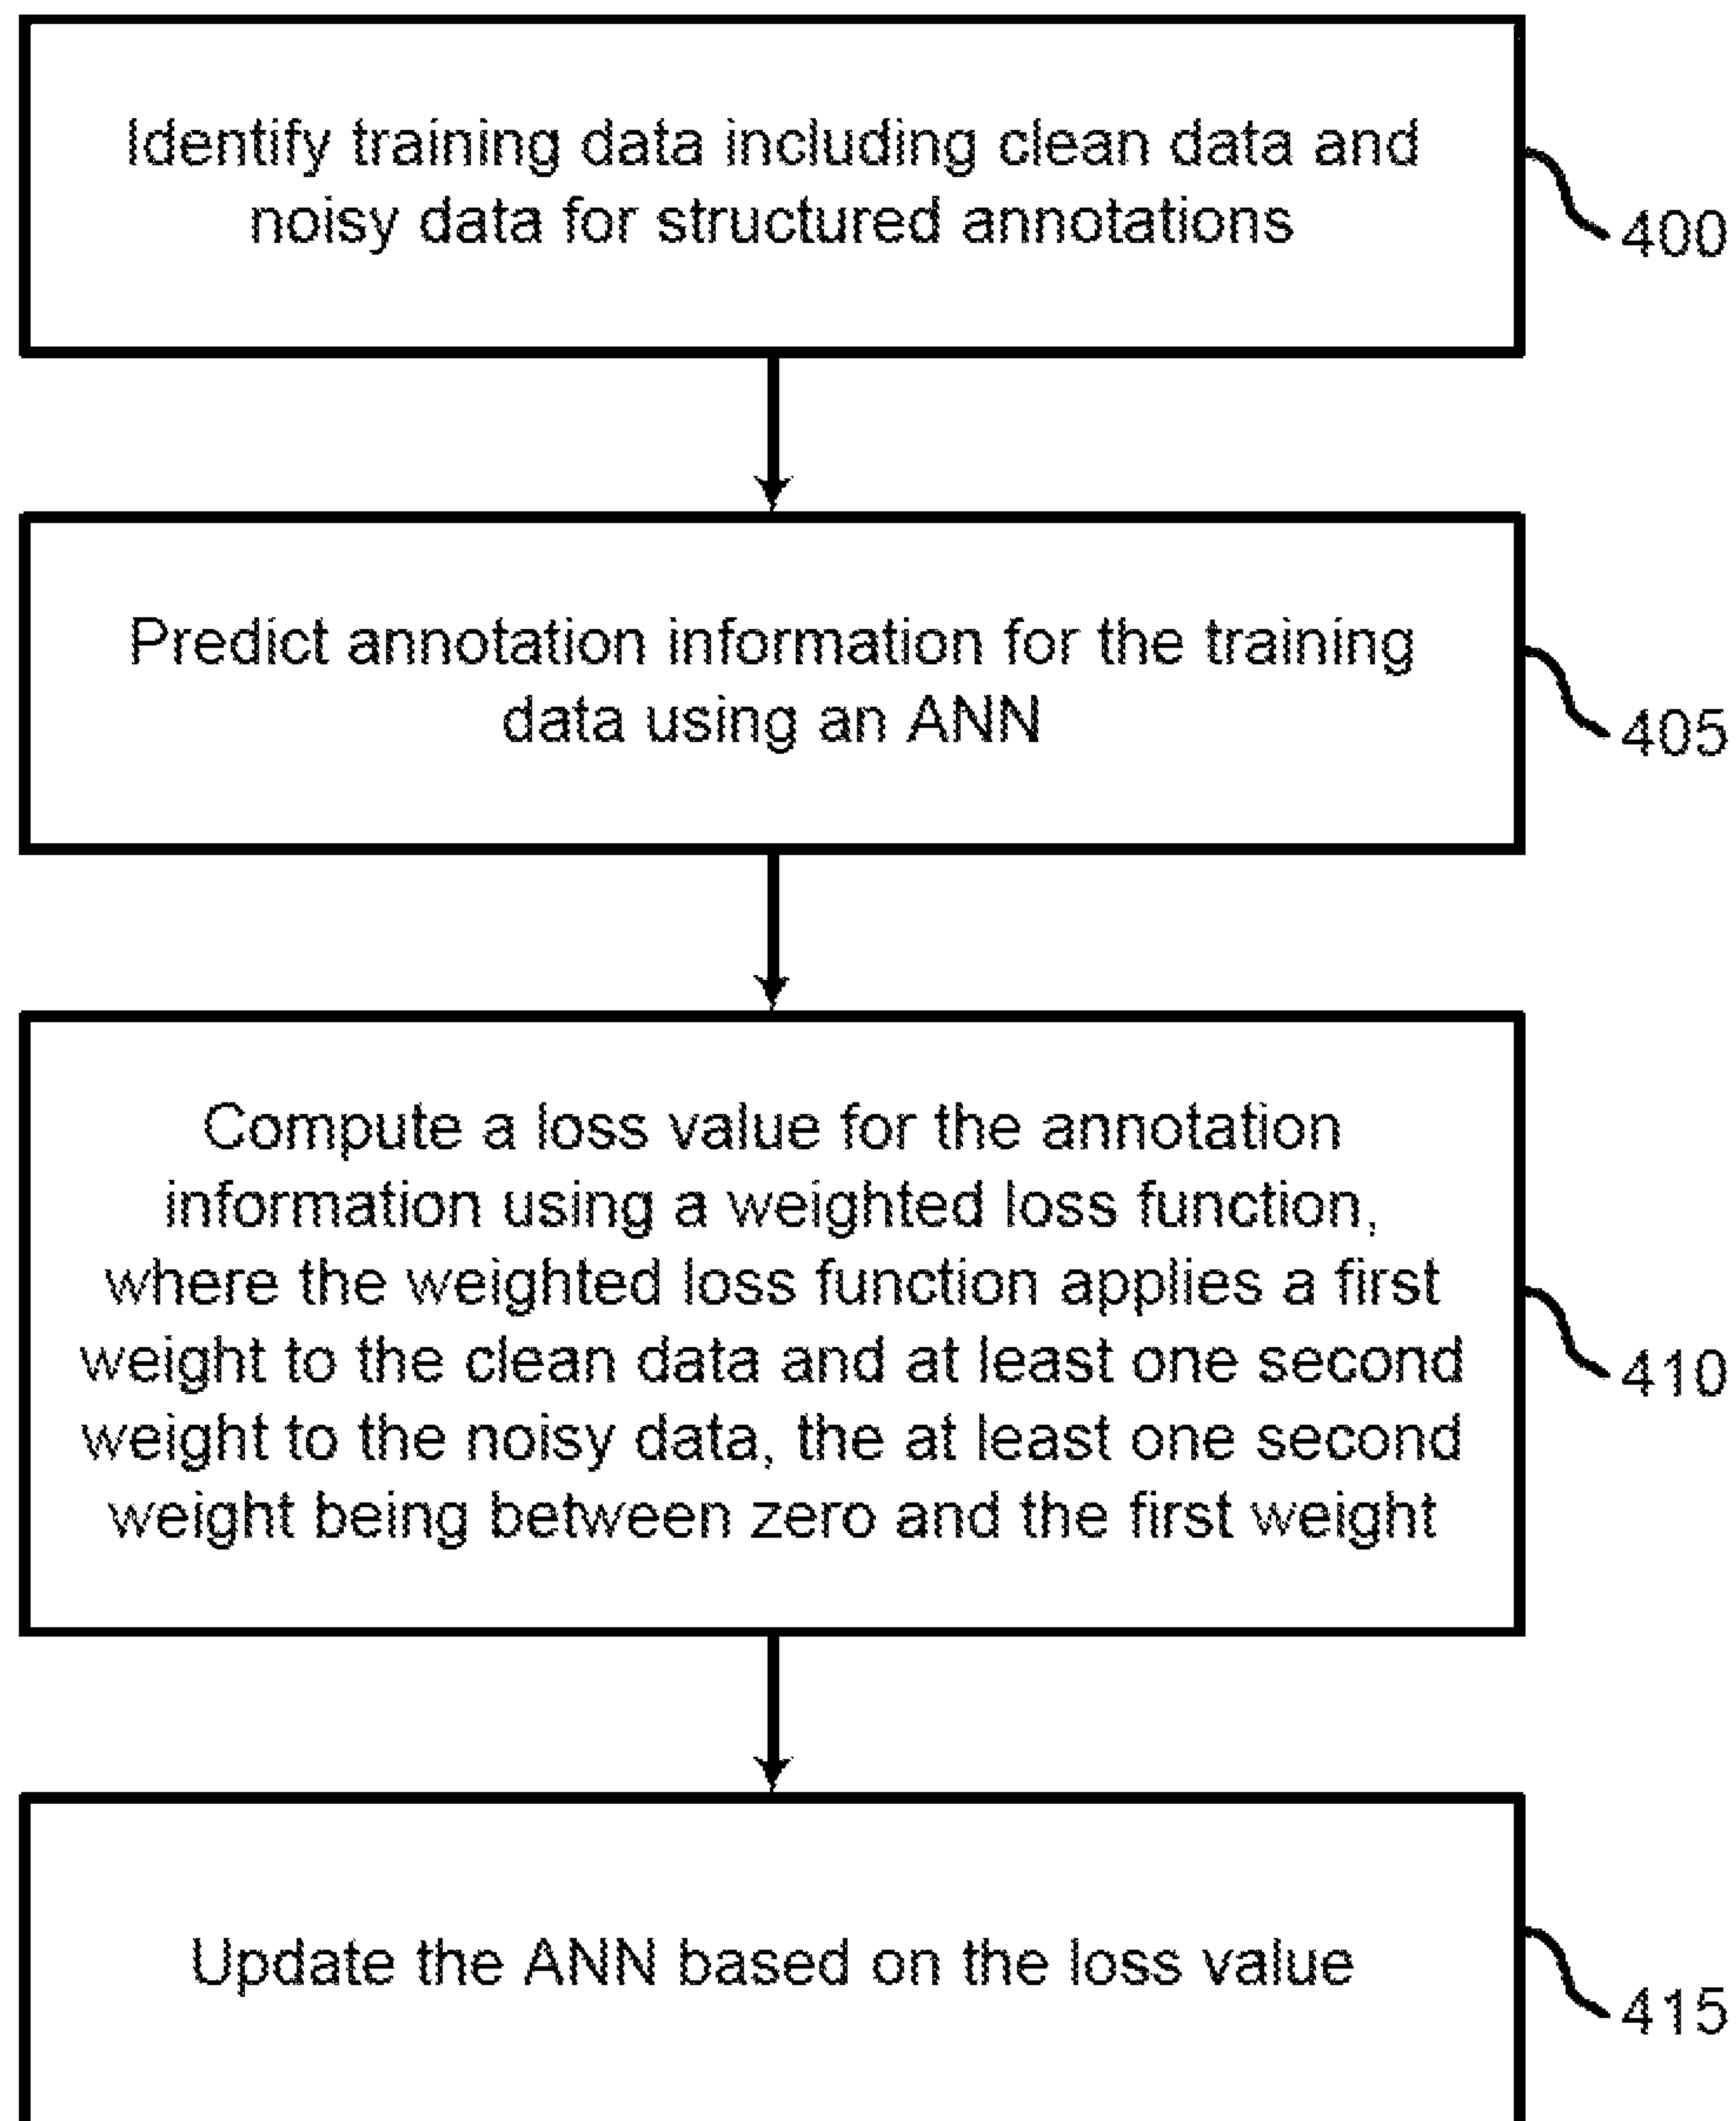 Identify training data including clean data and
noisy data for structured annotations
400
Predict annotation information for the training
data using an ANN
405
Compute a loss value for the annotation
information using a weighted loss function,
where the weighted loss function applies a first
weight to the clean data and at least one second
weight to the noisy data, the at least one second
weight being between zero and the first weight
410
Update the ANN based on the loss value
415